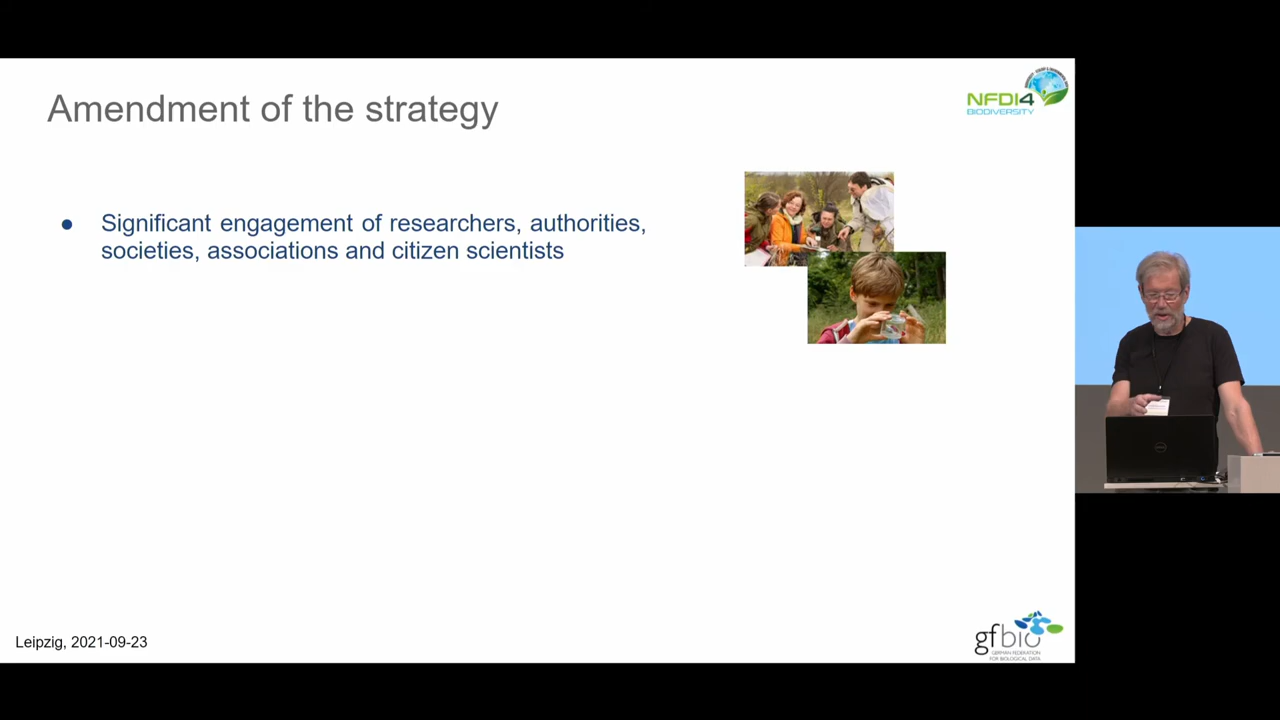 Amendment of the strategy
NFDI4
BIODIVERSITY
● Significant engagement of researchers, authorities,
societies, associations and citizen scientists
Leipzig, 2021-09-23
gfbio
GERMAN FEDERATION
FOR BIOLOGICAL DATA